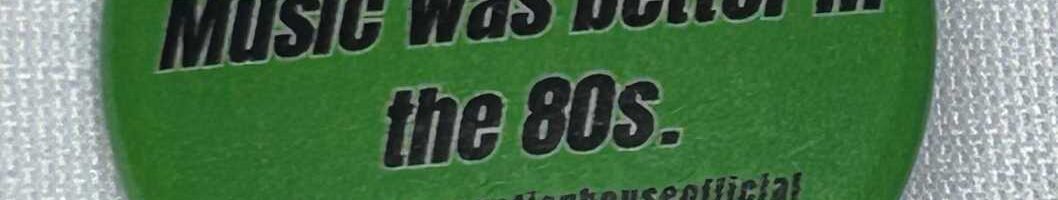 Music was better in
the 80s.